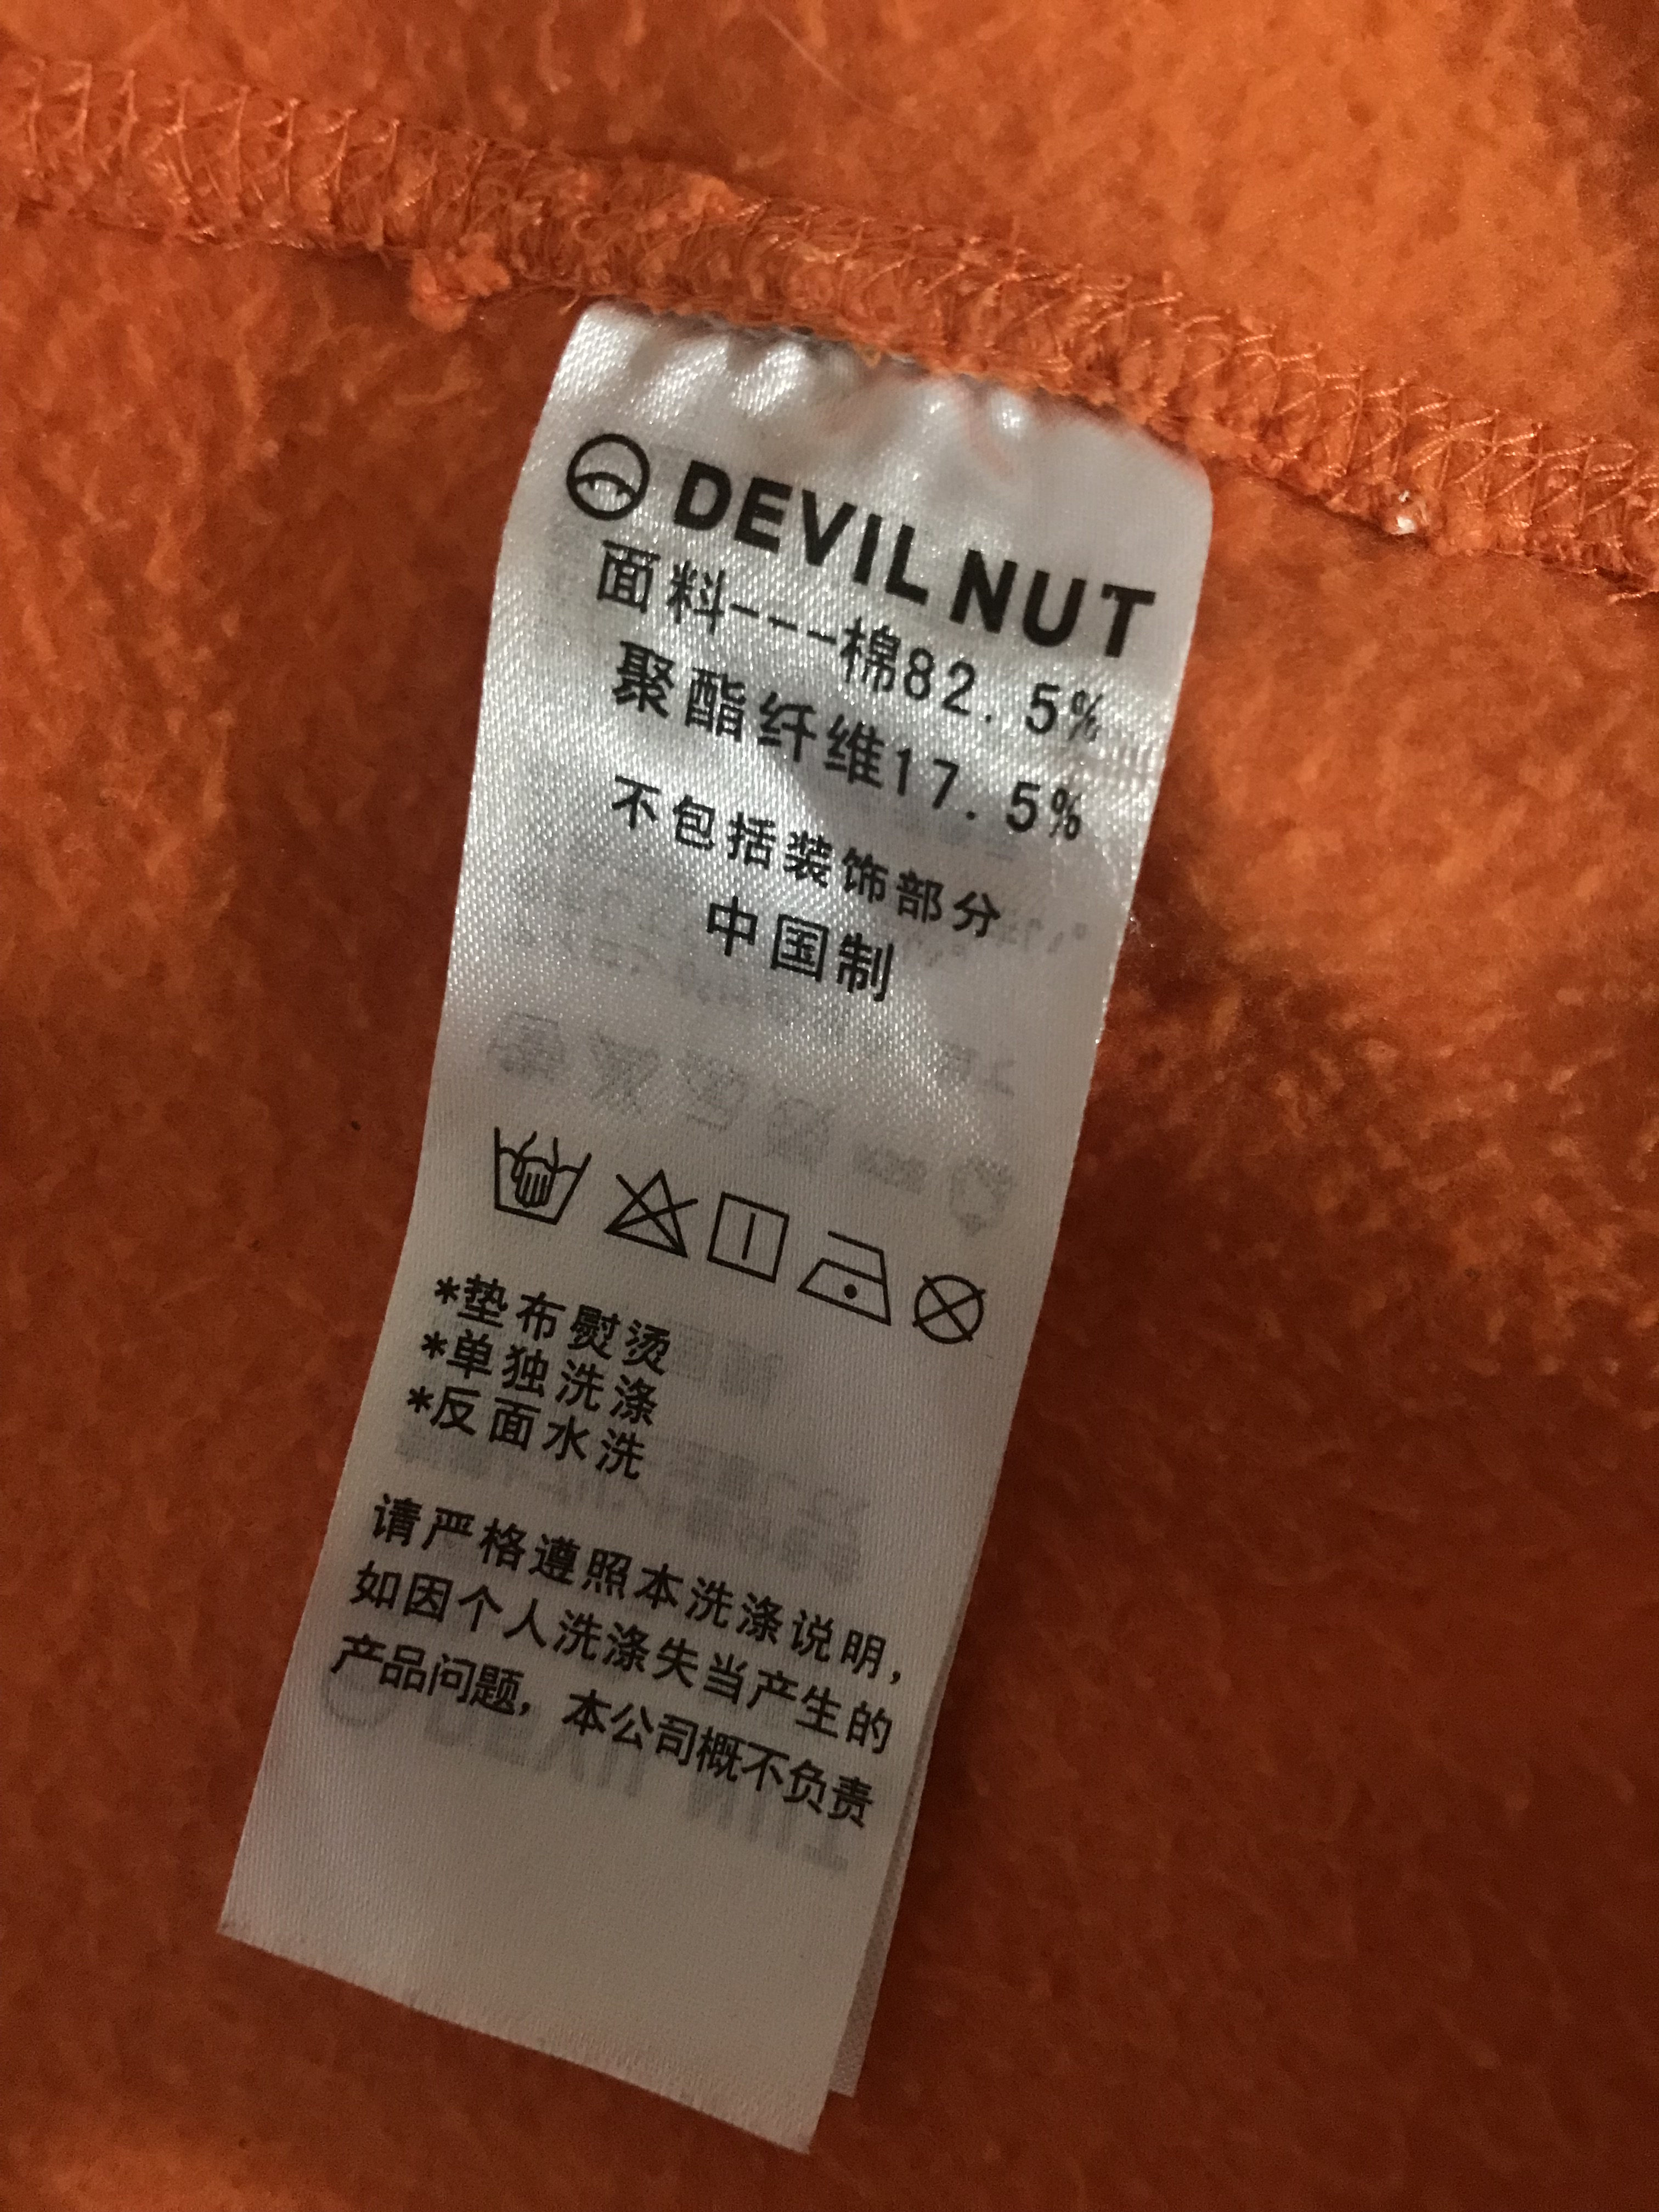 DEVIL NUT
面料---棉82.5%
聚酯纤维17.5%
不包括装饰部分
中国制
*垫布熨烫
*单独洗涤
*反面水洗
请严格遵照本洗涤说明,
如因个人洗涤失当产生的
产品问题,本公司概不负责